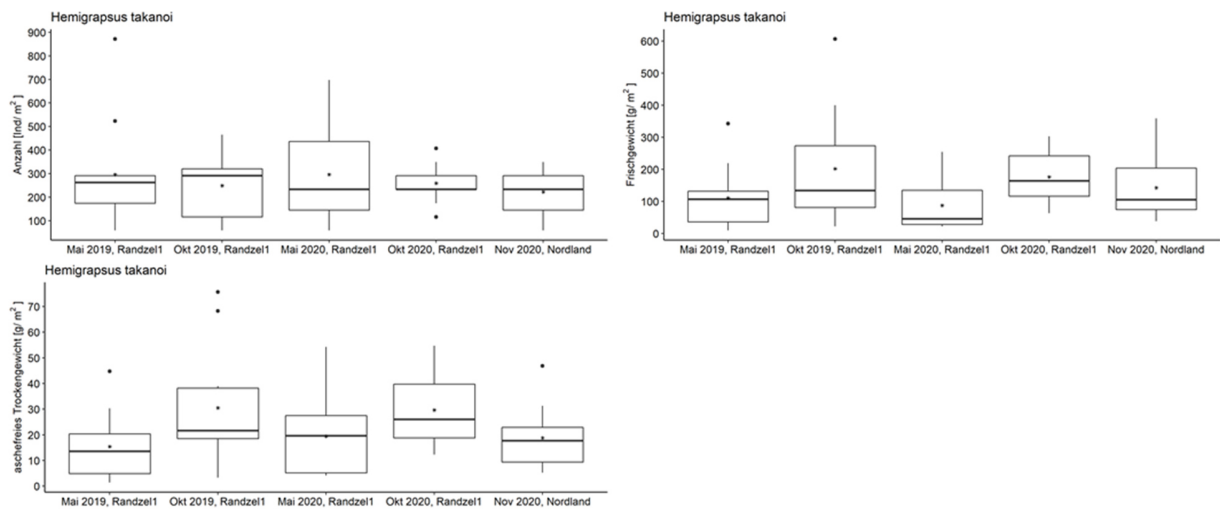 Hemigrapsus takanoi
Anzahl [Ind/ m²]
900
800
700
600
500
400
300
200
100
Mai 2019, Randzel1 Okt 2019, Randzel1 Mai 2020, Randzel1 Okt 2020, Randzel1 Nov 2020, Nordland
Hemigrapsus takanoi
Frischgewicht [g/ m²]
600
500
400
300
200
100
0
Mai 2019, Randzel1 Okt 2019, Randzel1 Mai 2020, Randzel1 Okt 2020, Randzel1 Nov 2020, Nordland
Hemigrapsus takanoi
aschefreies Trockengewicht [g/ m²]
70
60
50
40
30
20
10
0
Mai 2019, Randzel1 Okt 2019, Randzel1 Mai 2020, Randzel1 Okt 2020, Randzel1 Nov 2020, Nordland